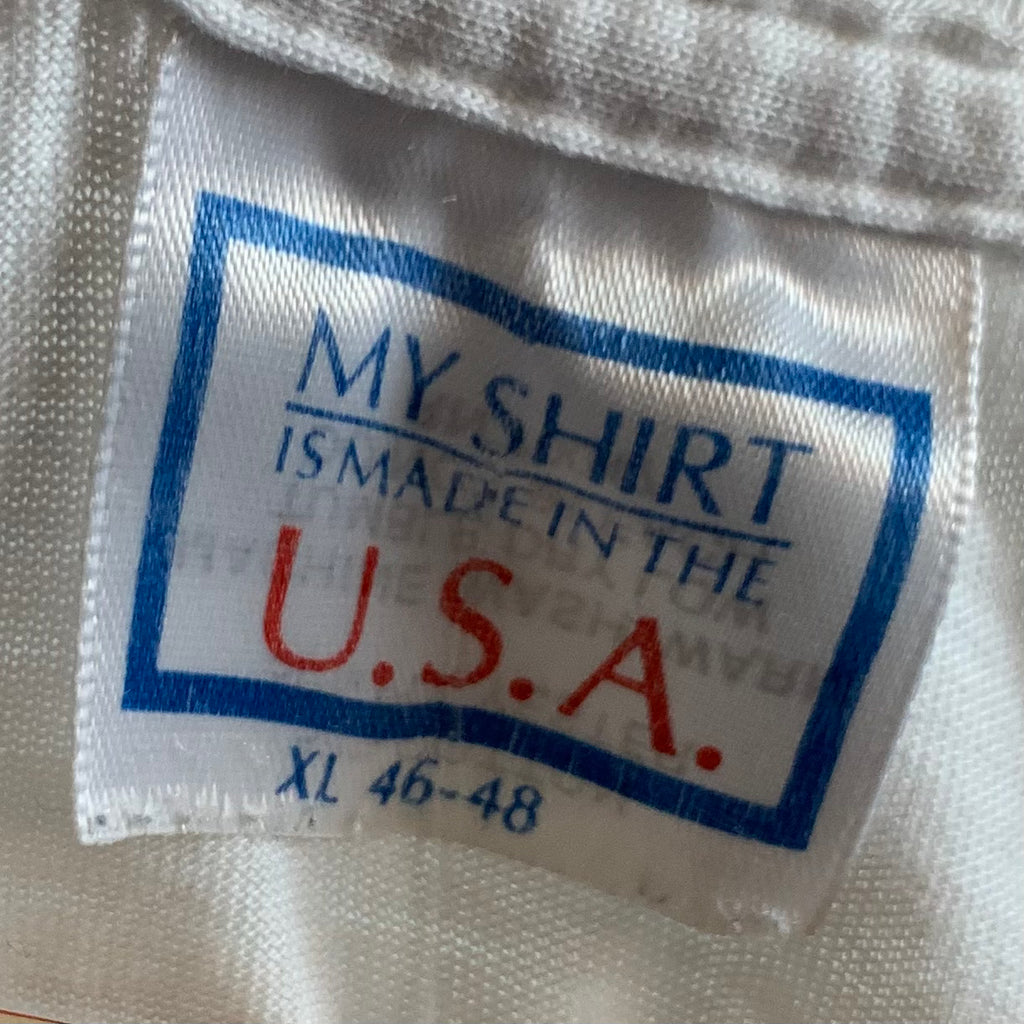 MY SHIRT
IS MADE IN THE
U.S.A.
XL 46-48